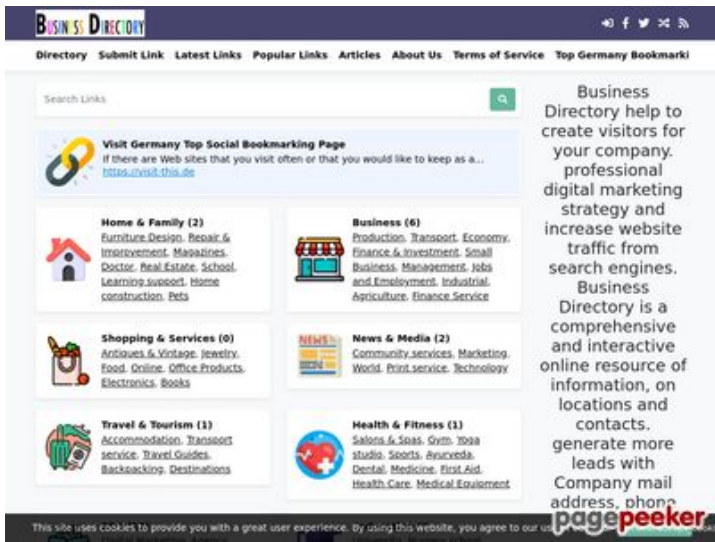 BUSINESS DIRECTORY
Directory Submit Link Latest Links Popular Links Articles About Us Terms of Service Top Germany Bookmarki
Search Links
Visit Germany Top Social Bookmarking Page
If there are Web sites that you visit often or that you would like to keep as a...
https://visit-this.de
Home & Family (2)
Furniture Design, Repair &
Improvement, Magazines,
Doctor, Real Estate, School,
Learning support, Home
construction, Pets
Business (6)
Production, Transport, Economy,
Finance & Investment, Small
Business, Management, Jobs
and Employment, Industrial,
Agriculture, Finance Service
Shopping & Services (0)
Antiques & Vintage, Jewelry,
Food, Online, Office Products,
Electronics, Books
News & Media (2)
Community services, Marketing,
World, Print service, Technology
NEWS
Travel & Tourism (1)
Accommodation, Transport
service, Travel Guides,
Backpacking, Destinations
Health & Fitness (1)
Salons & Spas, Gym, Yoga
studio, Sports, Ayurveda,
Dental, Medicine, First Aid,
Health Care, Medical Equipment
Business
Directory help to
create visitors for
your company.
professional
digital marketing
strategy and
increase website
traffic from
search engines.
Business
Directory is a
comprehensive
and interactive
online resource of
information, on
locations and
contacts.
generate more
leads with
Company mail
address, phone
This site uses cookies to provide you with a great user experience. By using this website, you agree to our
pagepeeker